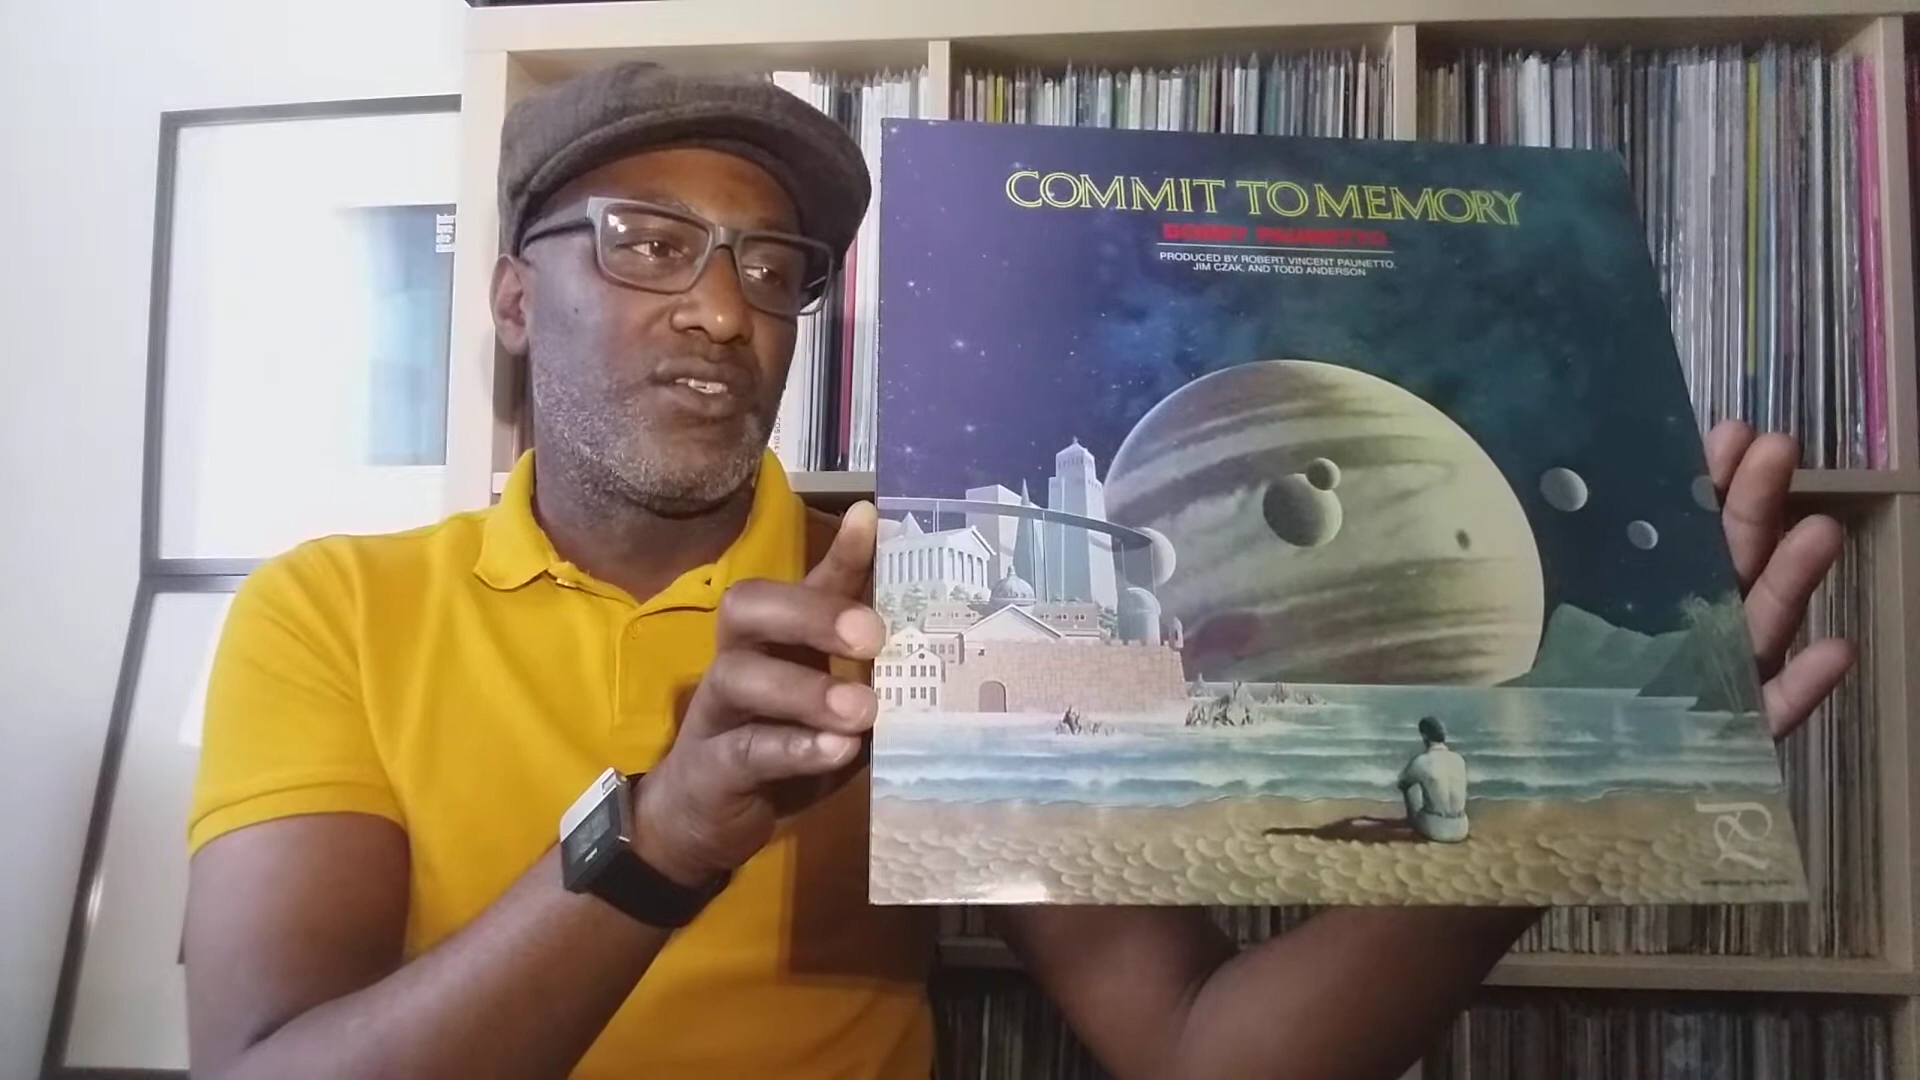 COMMIT TO MEMORY
BOBBY PAUNETTO
PRODUCED BY ROBERT VINCENT PAUNETTO,
JIM CZAK, AND TODD ANDERSON